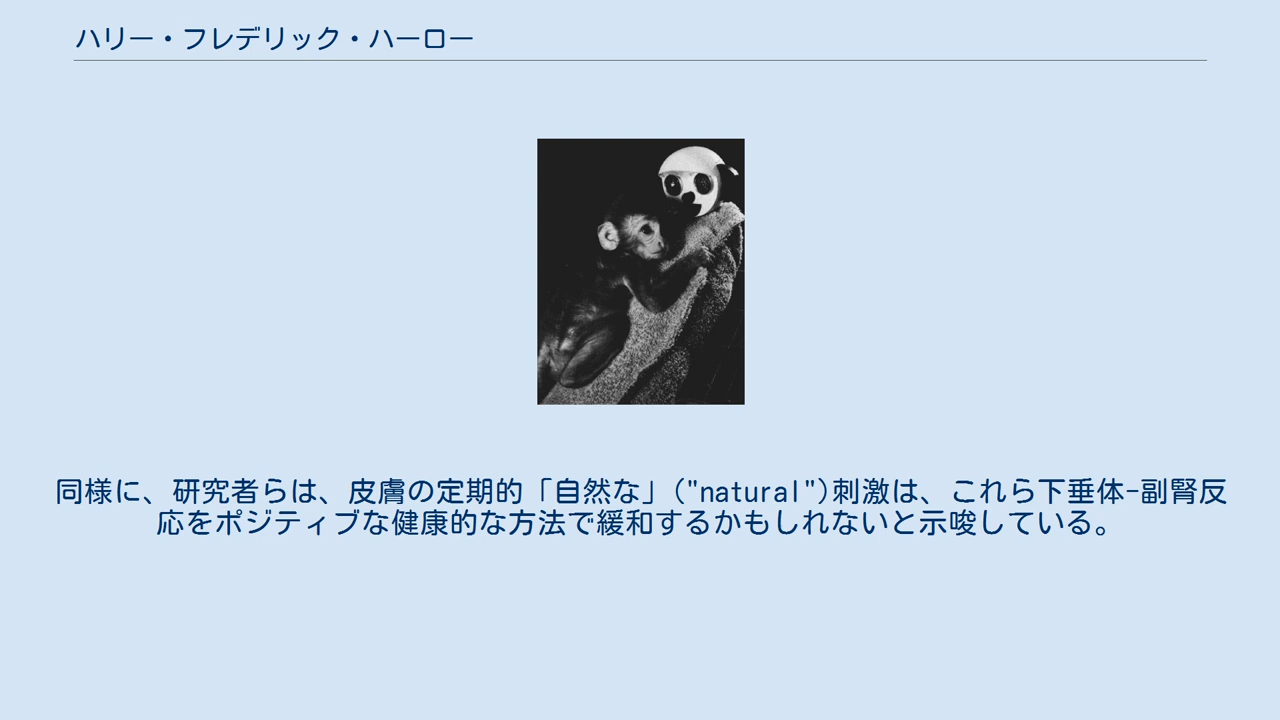 ハリー・フレデリック・ハーロー
同様に、研究者らは、皮膚の定期的「自然な」("natural")刺激は、これら下垂体-副腎反
応をポジティブな健康的な方法で緩和するかもしれないと示唆している。